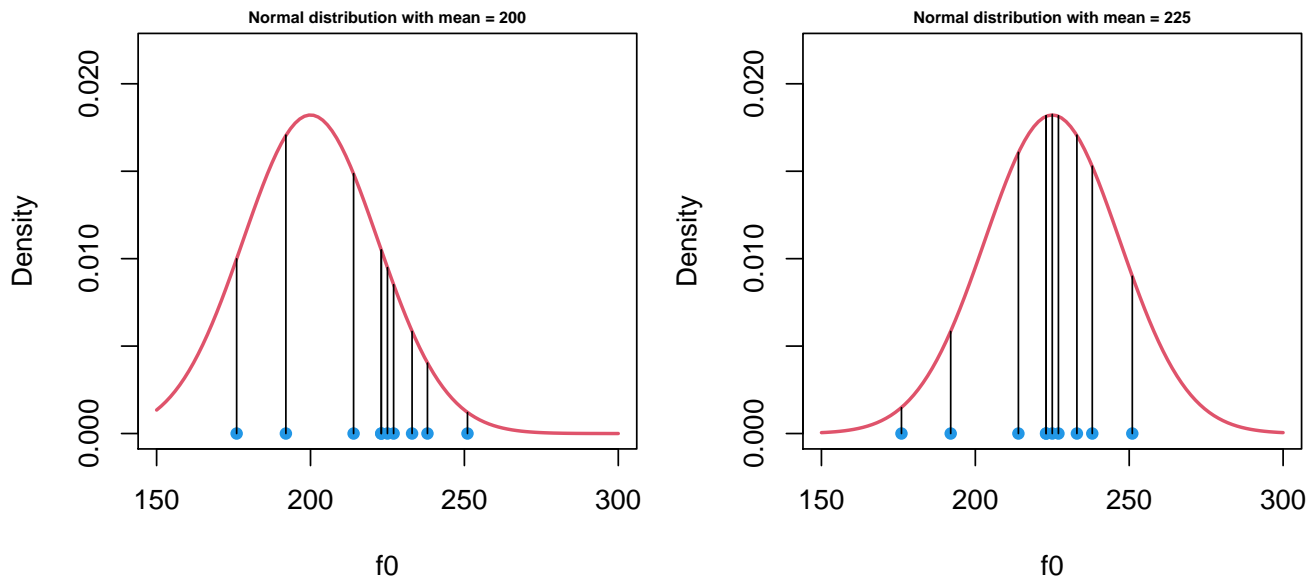 Normal distribution with mean = 200
Density
0.020
0.010
0.000
150 200 250 300
f0
Normal distribution with mean = 225
Density
0.020
0.010
0.000
150 200 250 300
f0